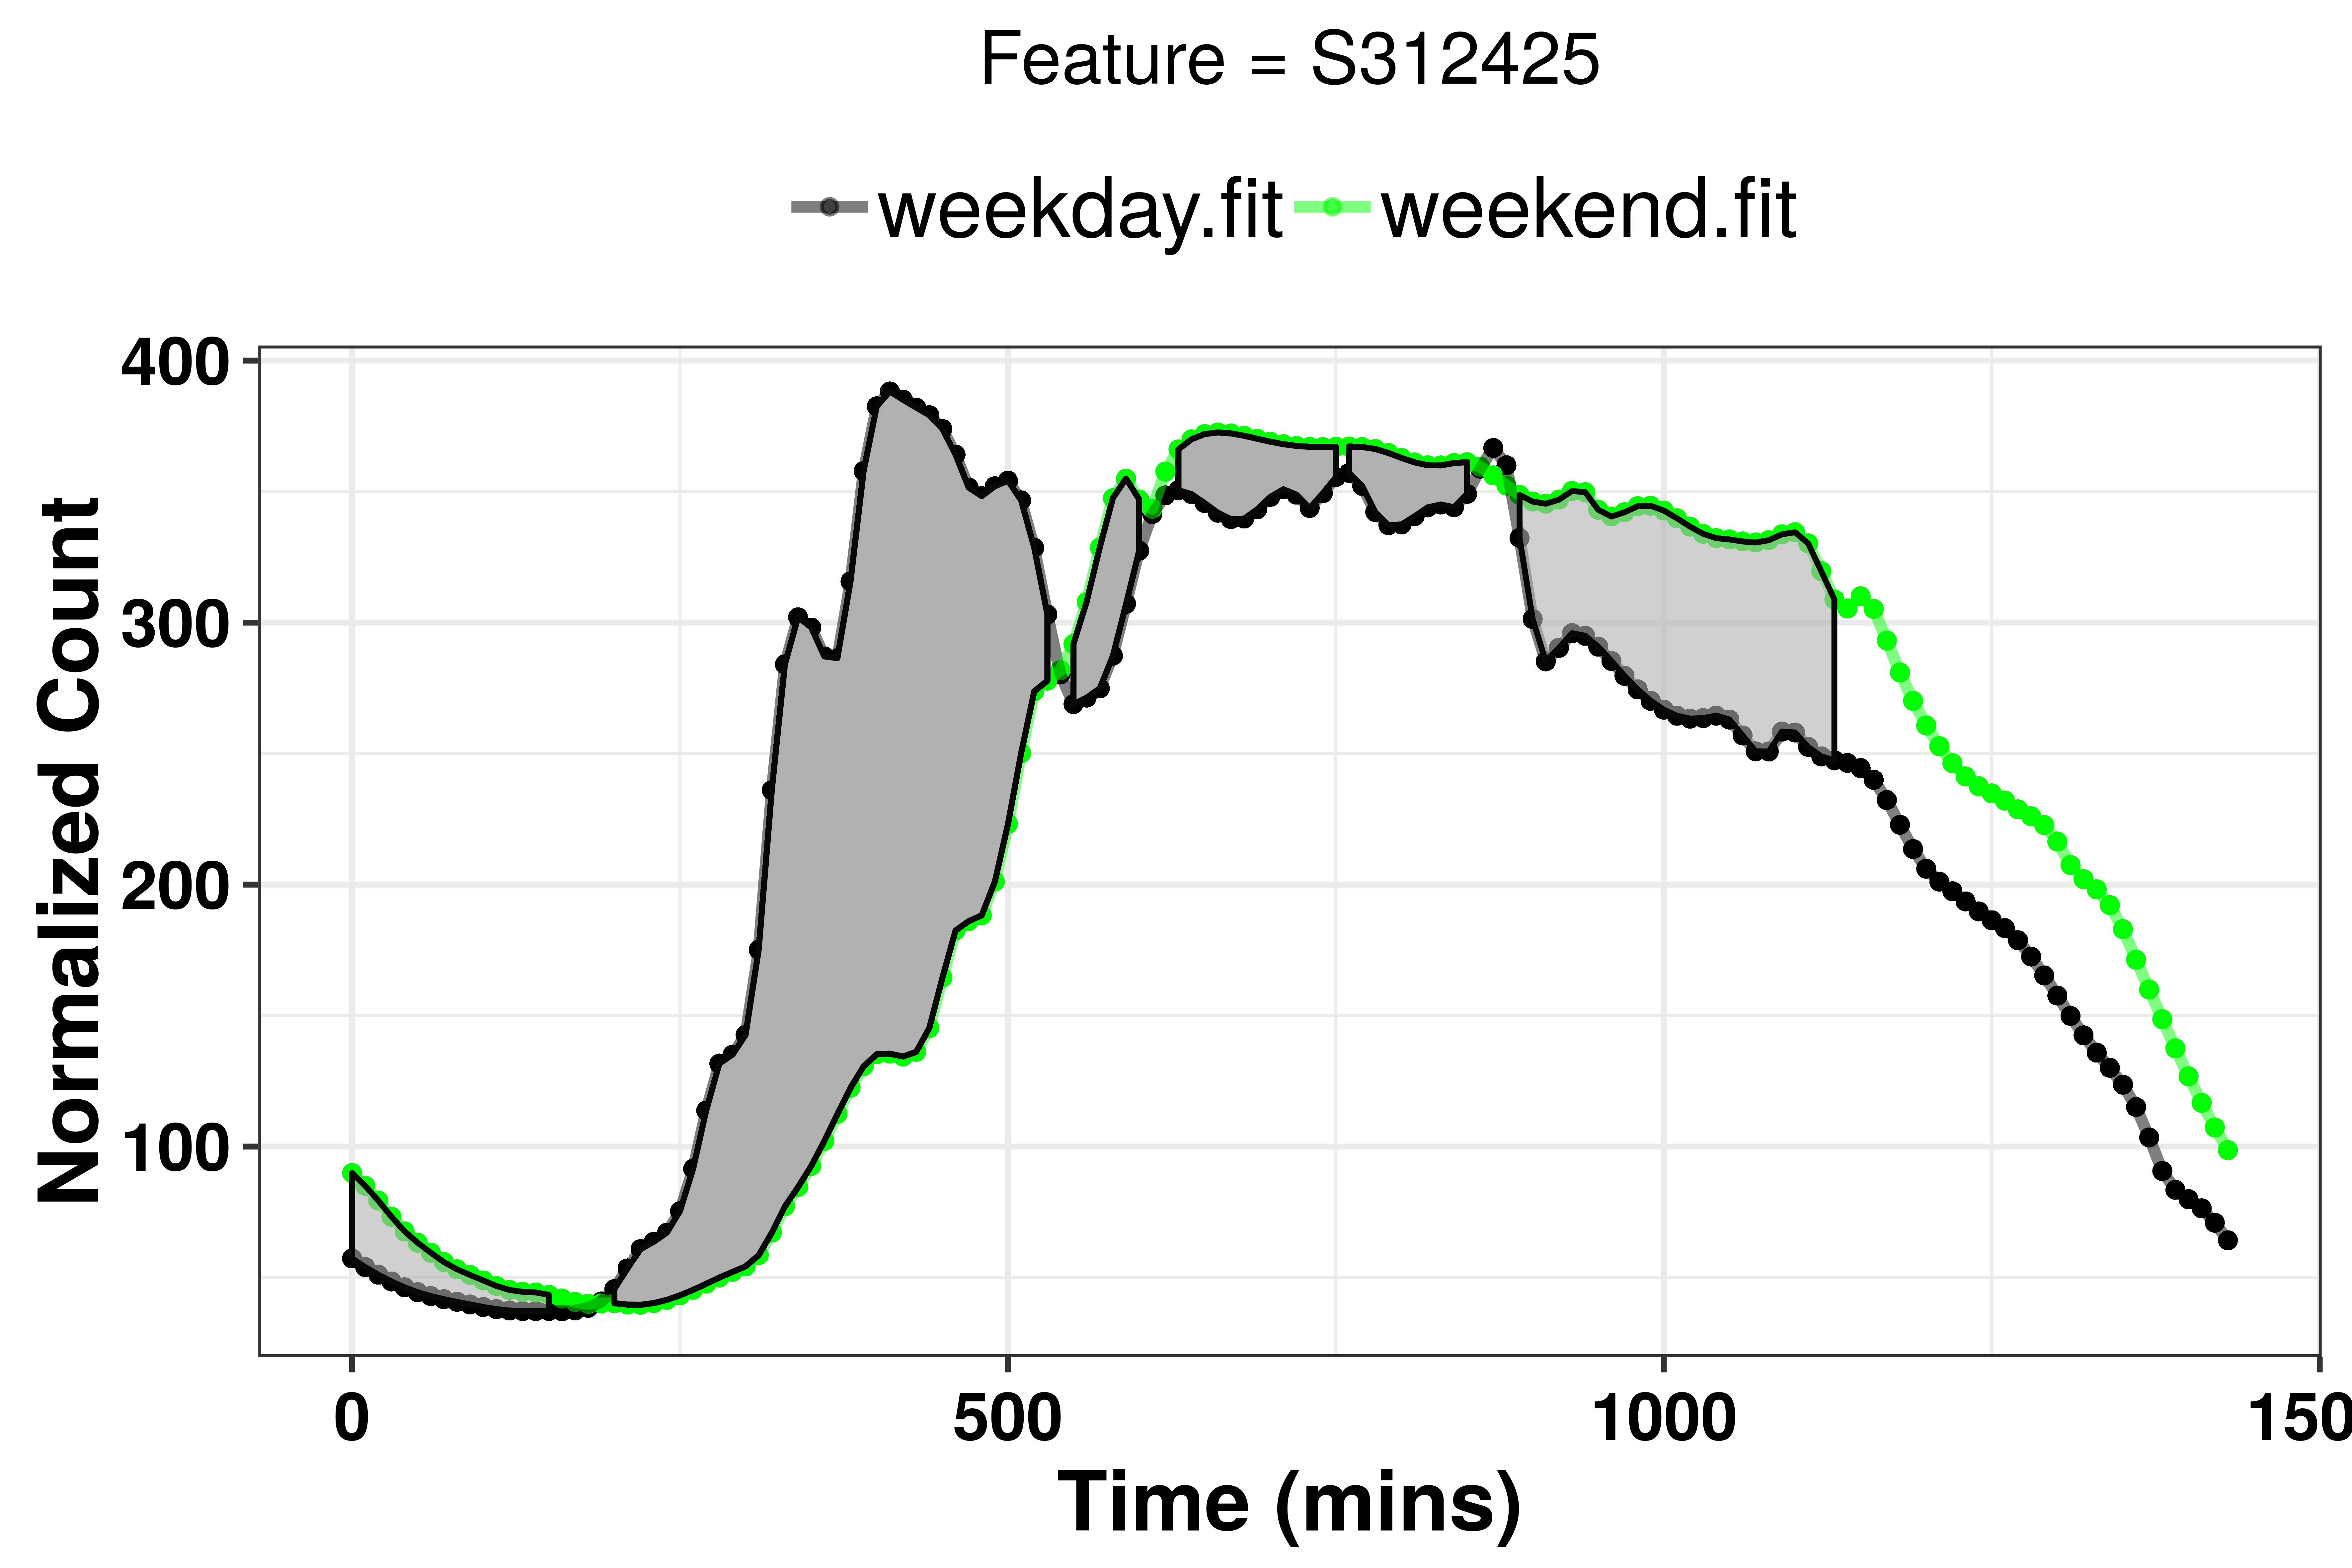 Feature = S312425
weekday.fit weekend.fit
Normalized Count
400
300
200
100
0 500 1000 150
Time (mins)